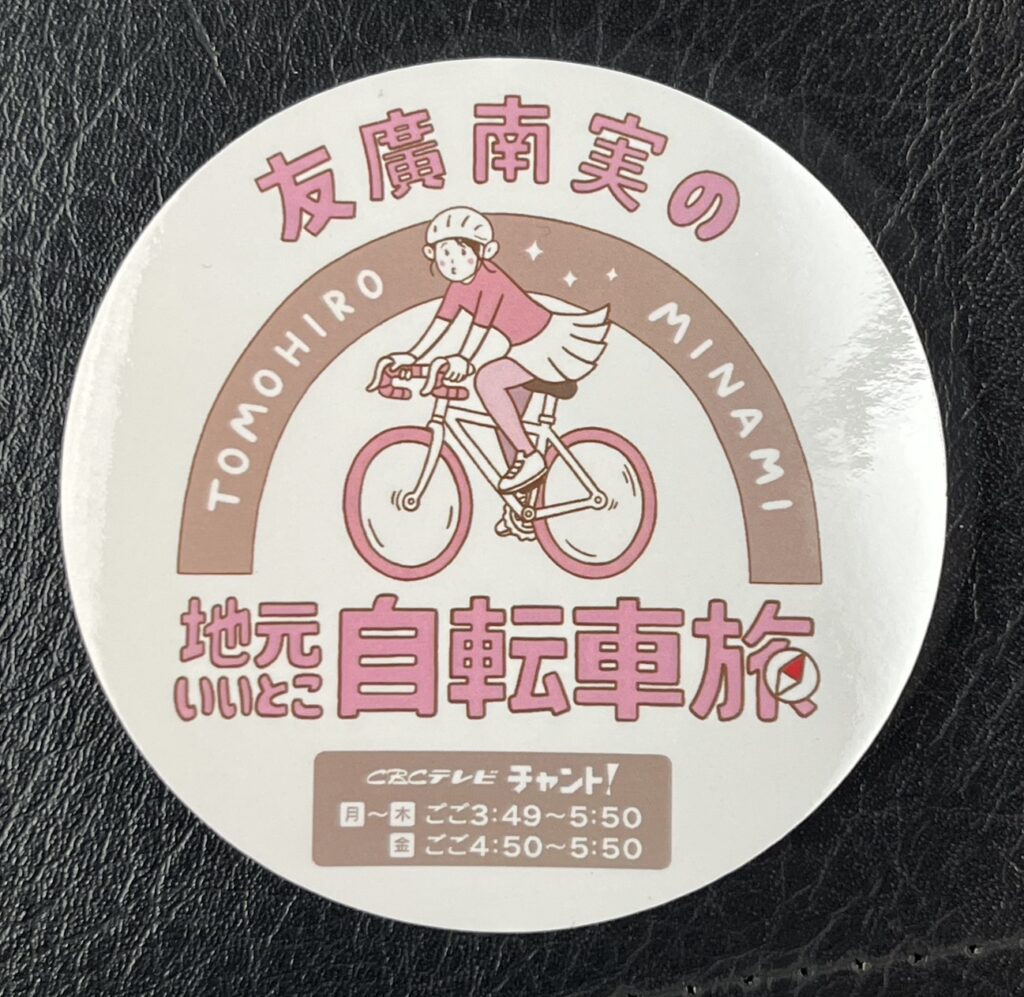 友廣南実の
TOMOHIRO MINAMI
地元
いいとこ
自転車旅
CBCテレビ チャント!
月～木 ごご3:49～5:50
金 ごご4:50～5:50